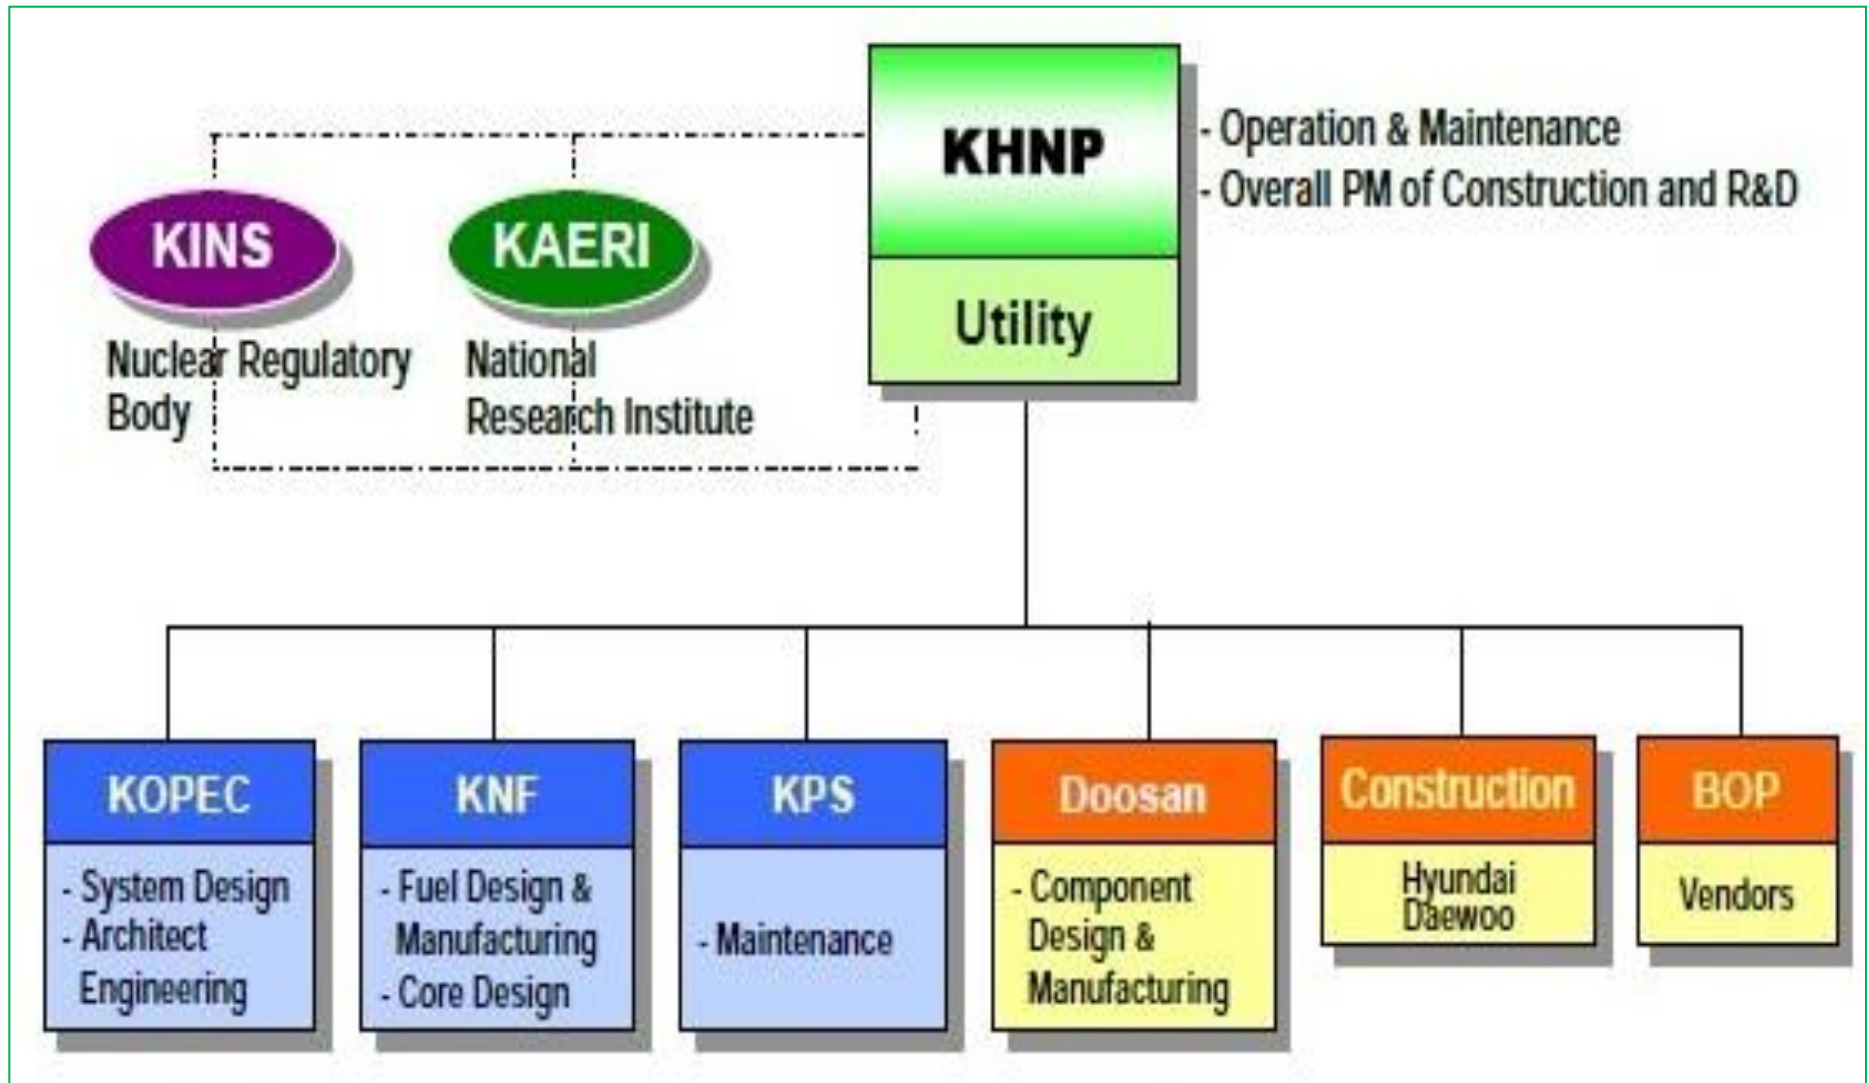 KHNP
Utility
- Operation & Maintenance
- Overall PM of Construction and R&D
KINS
Nuclear Regulatory
Body
KAERI
National
Research Institute
KOPEC
- System Design
- Architect
Engineering
KNF
- Fuel Design &
Manufacturing
- Core Design
KPS
- Maintenance
Doosan
- Component
Design &
Manufacturing
Construction
Hyundai
Daewoo
BOP
Vendors